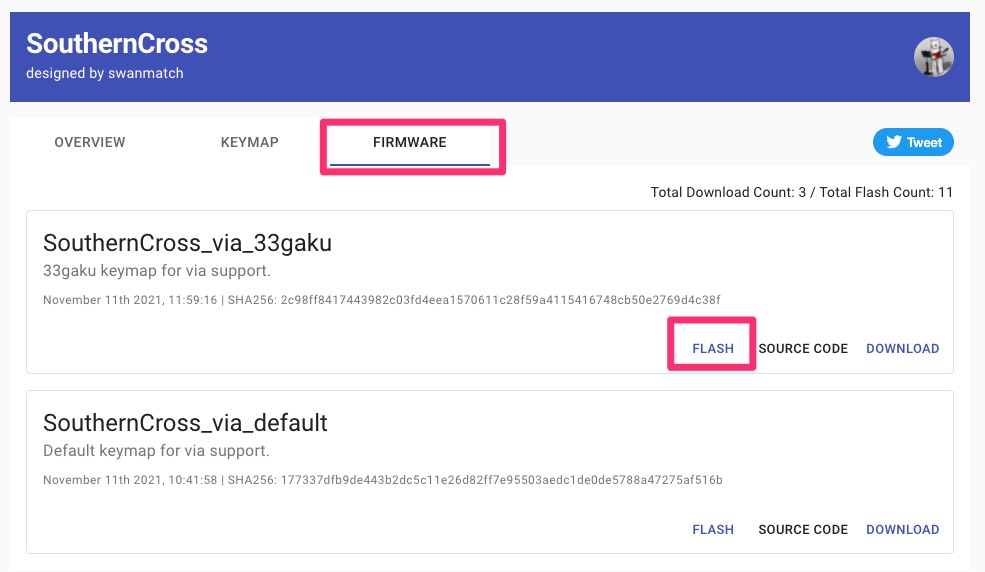 SouthernCross
designed by swanmatch
OVERVIEW KEYMAP FIRMWARE Tweet
Total Download Count: 3 / Total Flash Count: 11
SouthernCross_via_33gaku
33gaku keymap for via support.
November 11th 2021, 11:59:16 | SHA256: 2c98ff8417443982c03fd4eea1570611c28f59a4115416748cb50e2769d4c38f
FLASH SOURCE CODE DOWNLOAD
SouthernCross_via_default
Default keymap for via support.
November 11th 2021, 10:41:58 | SHA256: 177337dfb9de443b2dc5c11e26d82ff7e95503aedc1de0de5788a47275af516b
FLASH SOURCE CODE DOWNLOAD